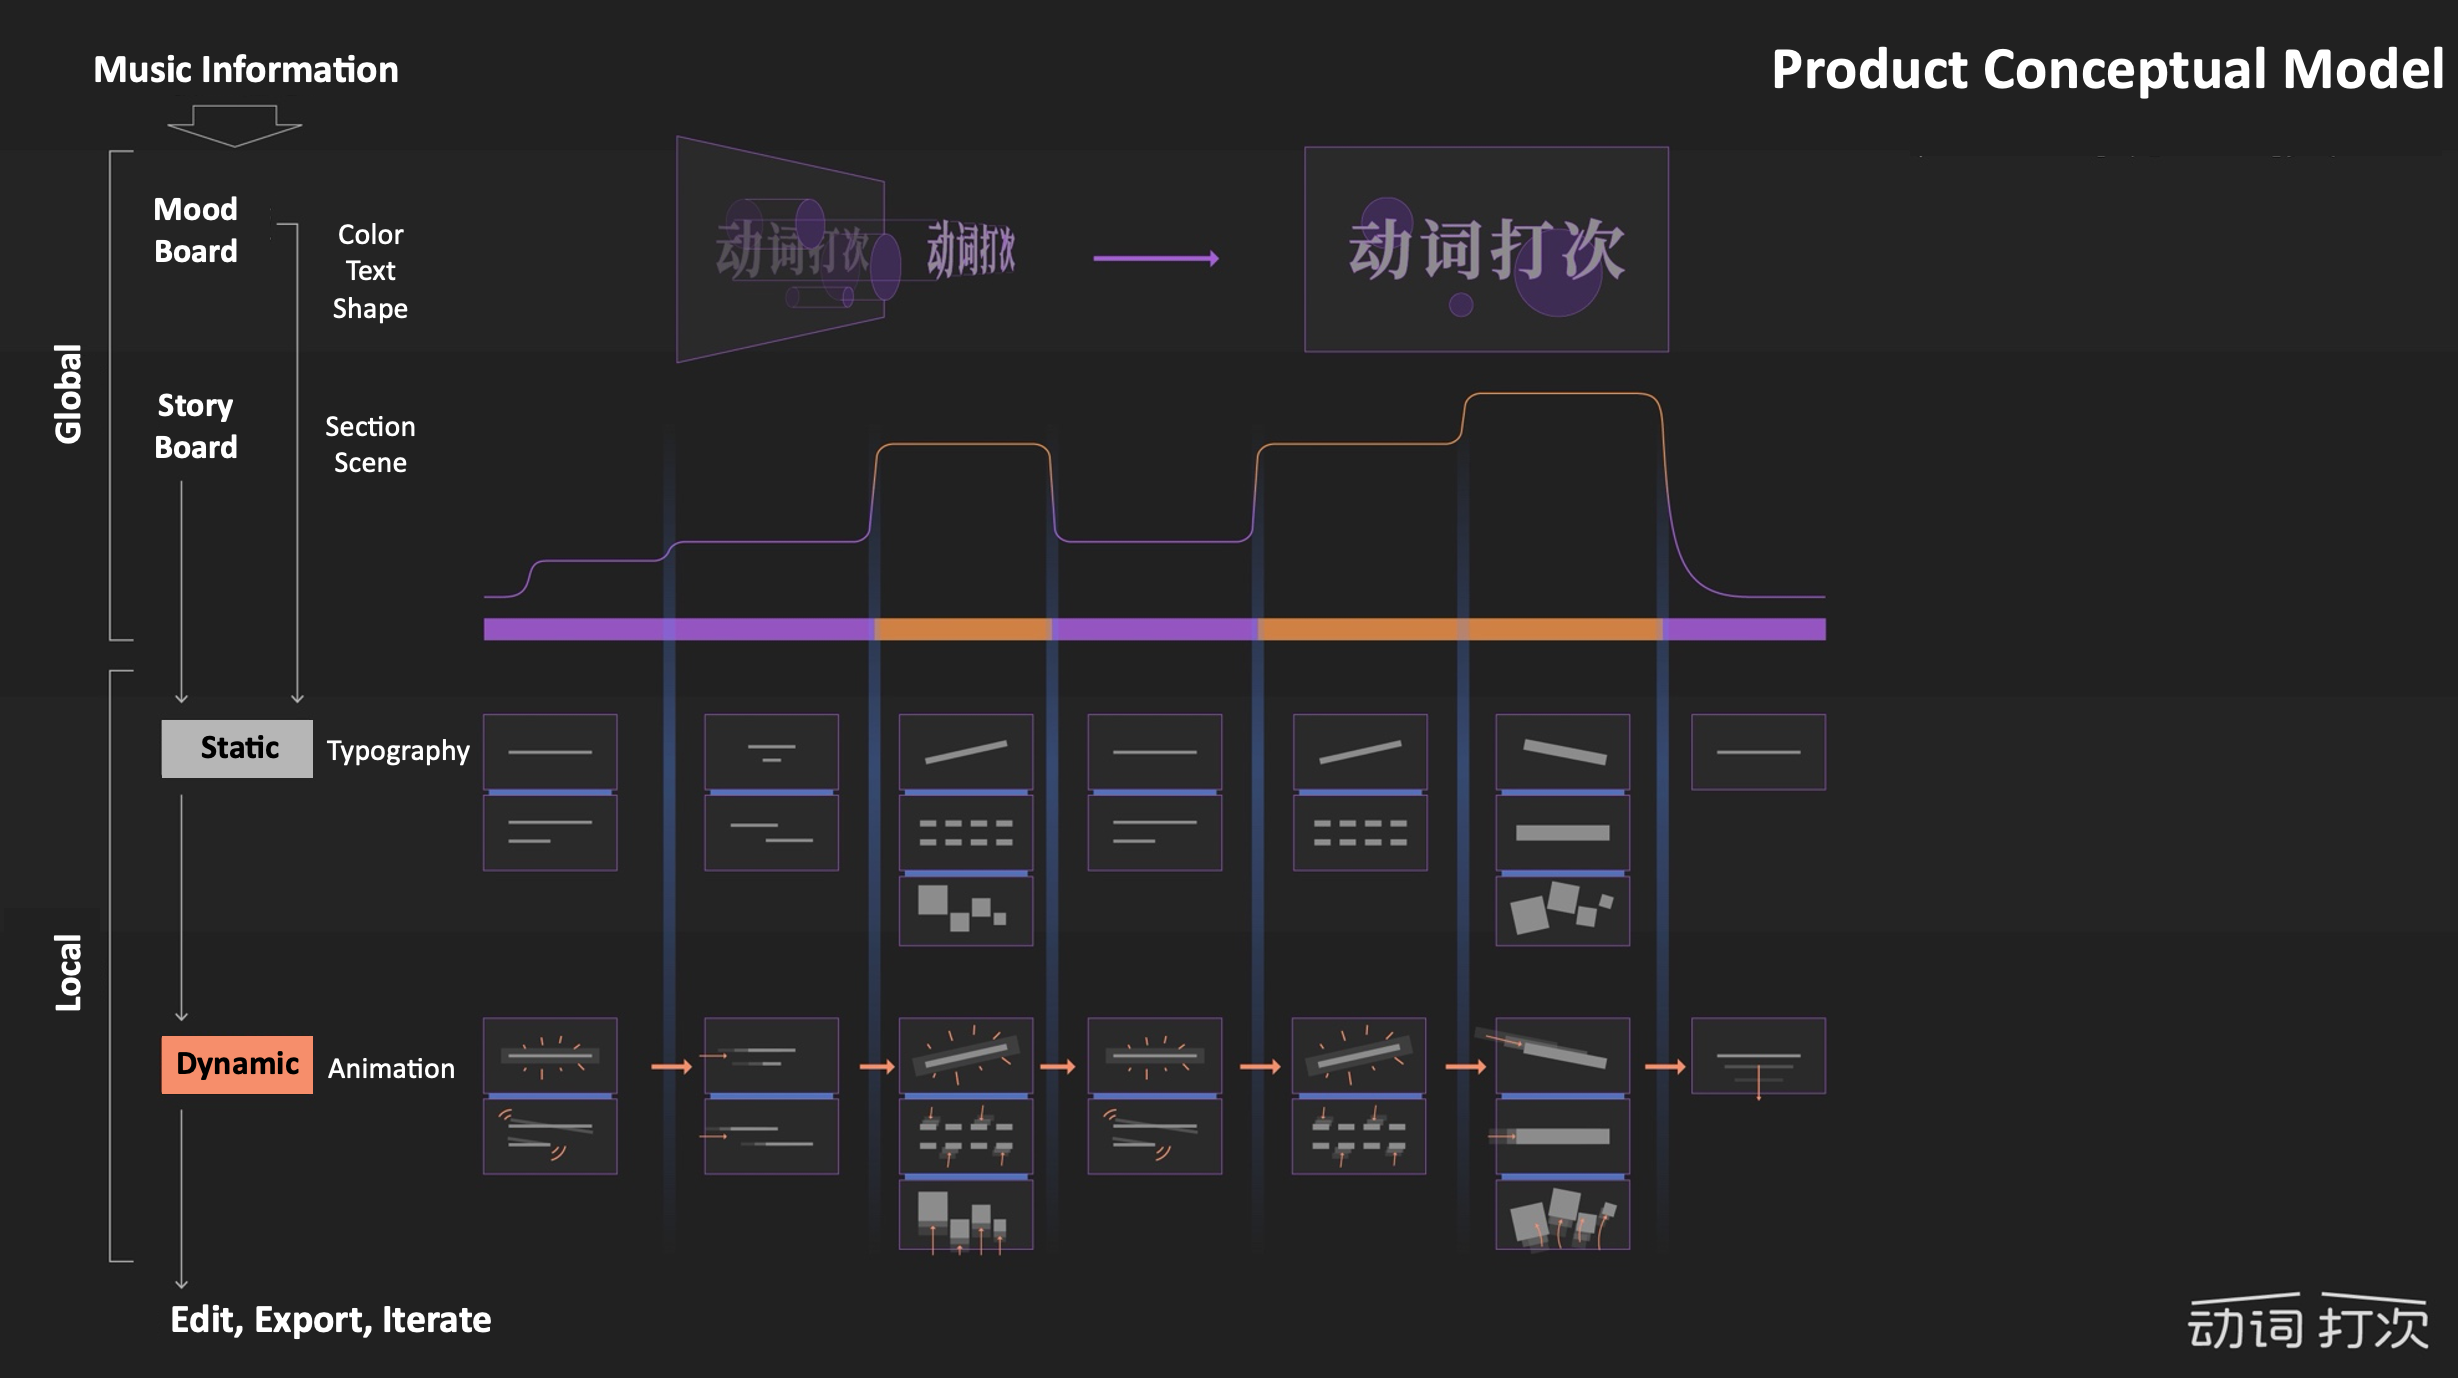 Music Information
Product Conceptual Model
Global
Mood
Board
Color
Text
Shape
动词打次
动词打次
动词打次
Story
Board
Section
Scene
Local
Static
Typography
Dynamic
Animation
Edit, Export, Iterate
动词 打次